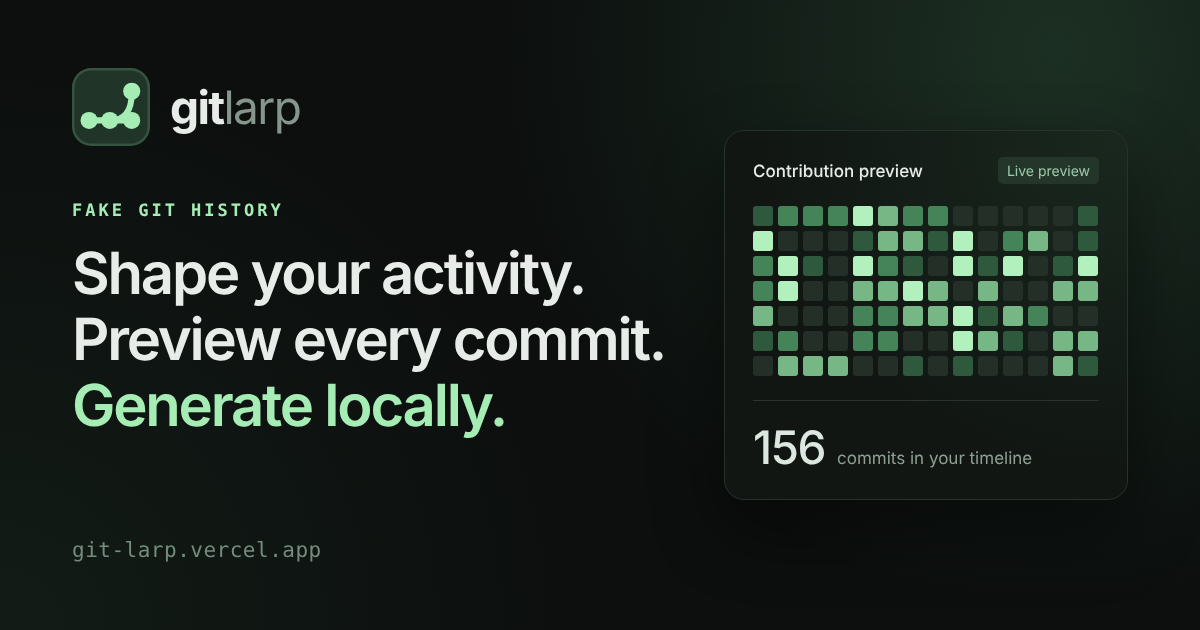 gitlarp
FAKE GIT HISTORY
Shape your activity.
Preview every commit.
Generate locally.
git-larp.vercel.app
Contribution preview
Live preview
156 commits in your timeline